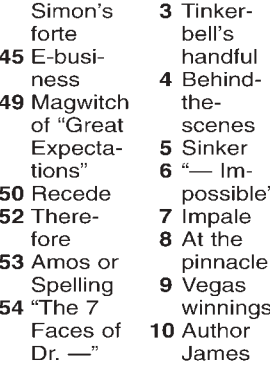 Simon's
forte
45 E-busi-
ness
49 Magwitch
of "Great
Expecta-
tions"
50 Recede
52 There-
fore
53 Amos or
Spelling
54 "The 7
Faces of
Dr. —"
3 Tinker-
bell's
handful
4 Behind-
the-
scenes
5 Sinker
6 "— Im-
possible"
7 Impale
8 At the
pinnacle
9 Vegas
winnings
10 Author
James